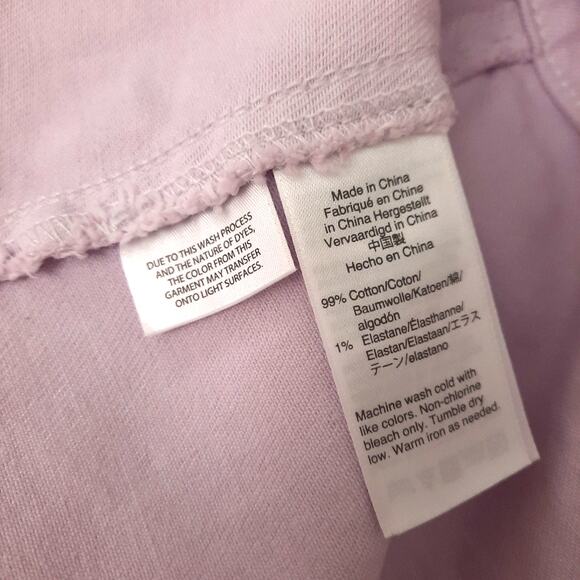 DUE TO THIS WASH PROCESS
AND THE NATURE OF DYES,
THE COLOR FROM THIS
GARMENT MAY TRANSFER
ONTO LIGHT SURFACES.
Made in China
Fabriqué en Chine
in China Hergestellt
Vervaardigd in China
中国製
Hecho en China
99% Cotton/Coton/
Baumwolle/Katoen/綿/
algodón
1% Elastane/Élasthanne/
Elastan/Elastaan/エラス
テーン/elastano
Machine wash cold with
like colors. Non-chlorine
bleach only. Tumble dry
low. Warm iron as needed.